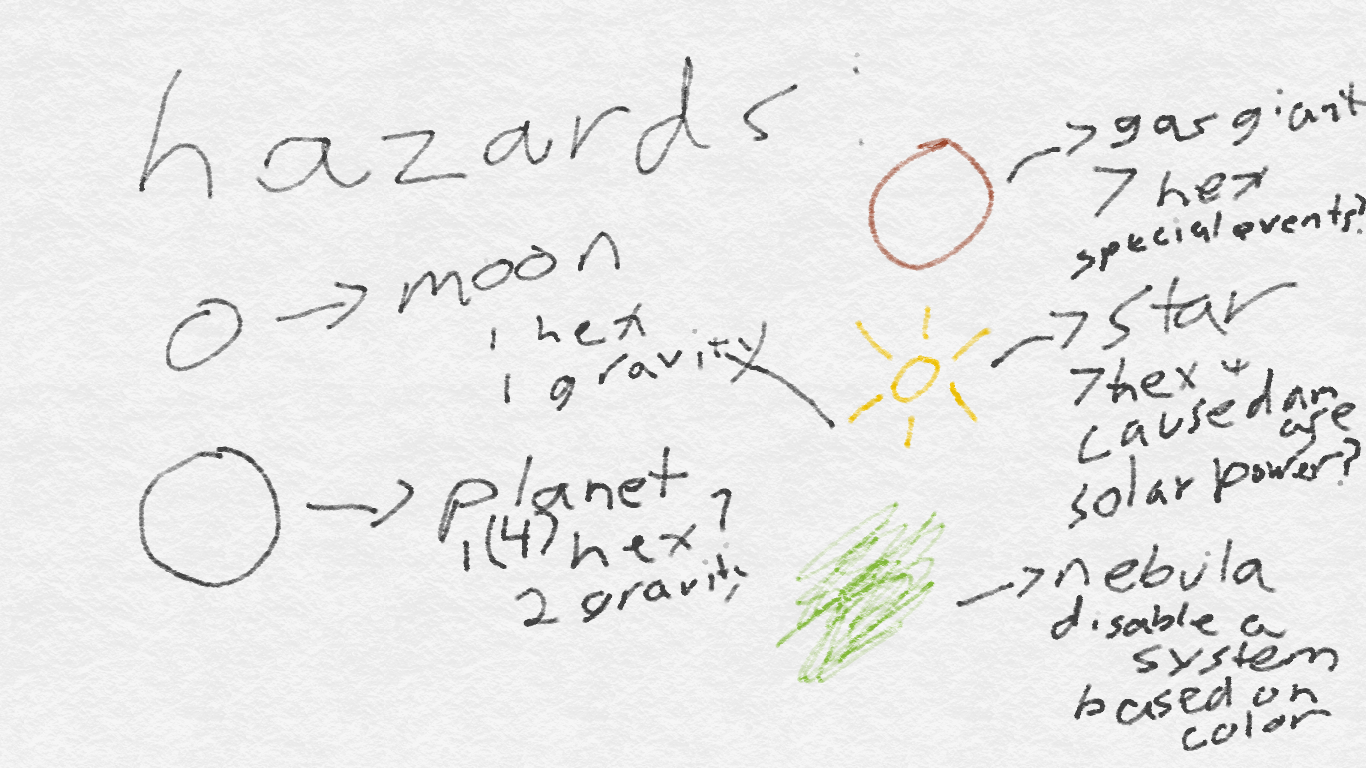 hazards
moon
1 hex
1 gravity
planet
1(4) hex?
2 gravity
gas giant
7 hex
special events?
star
7 hex +
cause damage
solar power?
nebula
disable a
system
based on
color